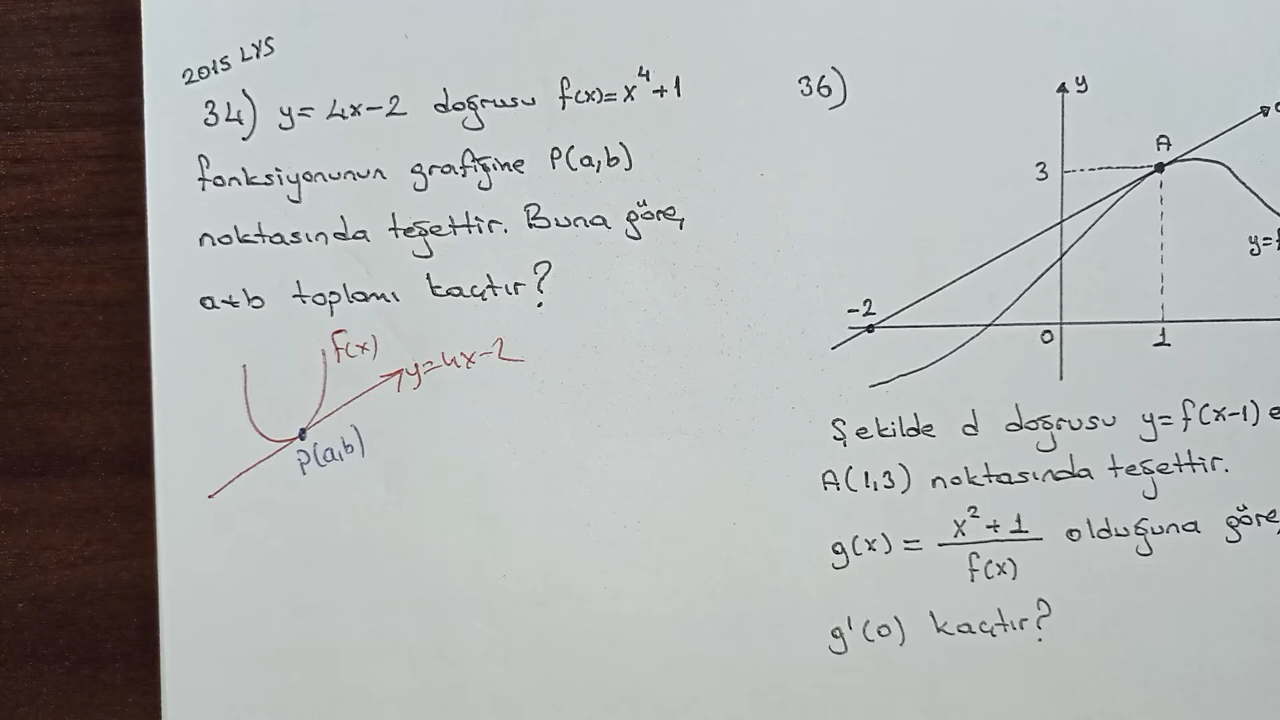 2015 LYS
34) y=4x-2 doğrusu f(x)=x⁴+1
fonksiyonunun grafiğine P(a,b)
noktasında teğettir. Buna göre,
a+b toplamı kaçtır?
f(x)
y=4x-2
P(a,b)
36)
y
A
3
-2
0
1
y=f
Şekilde d doğrusu y=f(x-1) e
A(1,3) noktasında teğettir.
g(x) = (x²+1)/f(x) olduğuna göre,
g'(0) kaçtır?